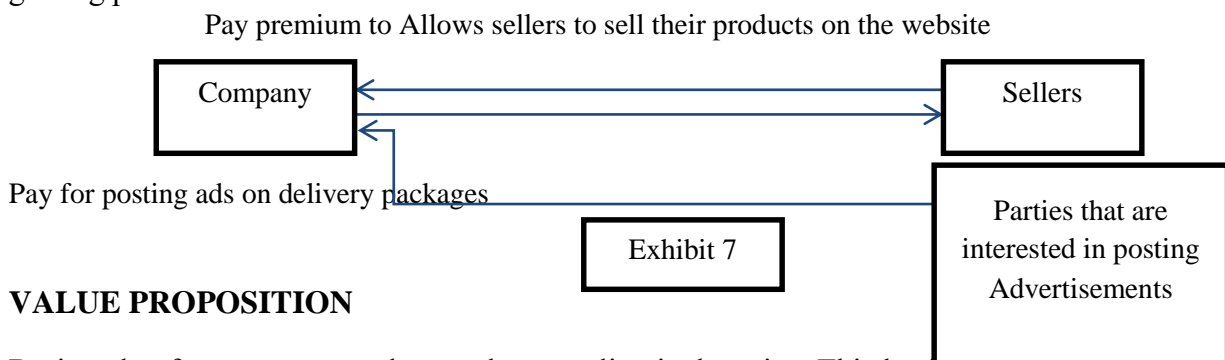 Pay premium to Allows sellers to sell their products on the website
Company
Sellers
Pay for posting ads on delivery packages
Parties that are
interested in posting
Advertisements
Exhibit 7
VALUE PROPOSITION